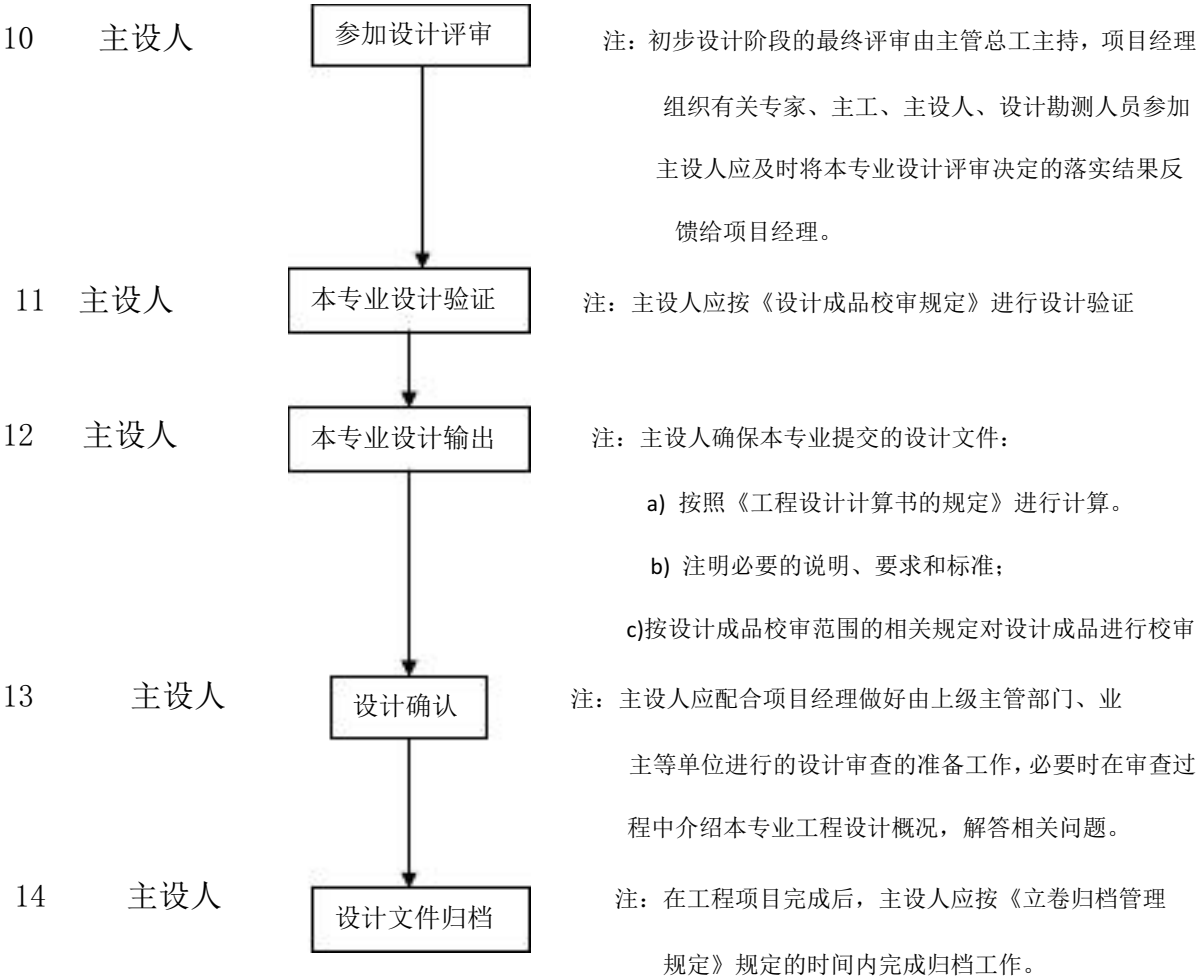 10 主设人 参加设计评审 注：初步设计阶段的最终评审由主管总工主持，项目经理
组织有关专家、主工、主设人、设计勘测人员参加
主设人应及时将本专业设计评审决定的落实结果反
馈给项目经理。
11 主设人 本专业设计验证 注：主设人应按《设计成品校审规定》进行设计验证
12 主设人 本专业设计输出 注：主设人确保本专业提交的设计文件：
a) 按照《工程设计计算书的规定》进行计算。
b) 注明必要的说明、要求和标准；
c)按设计成品校审范围的相关规定对设计成品进行校审
13 主设人 设计确认 注：主设人应配合项目经理做好由上级主管部门、业
主等单位进行的设计审查的准备工作，必要时在审查过
程中介绍本专业工程设计概况，解答相关问题。
14 主设人 设计文件归档 注：在工程项目完成后，主设人应按《立卷归档管理
规定》规定的时间内完成归档工作。